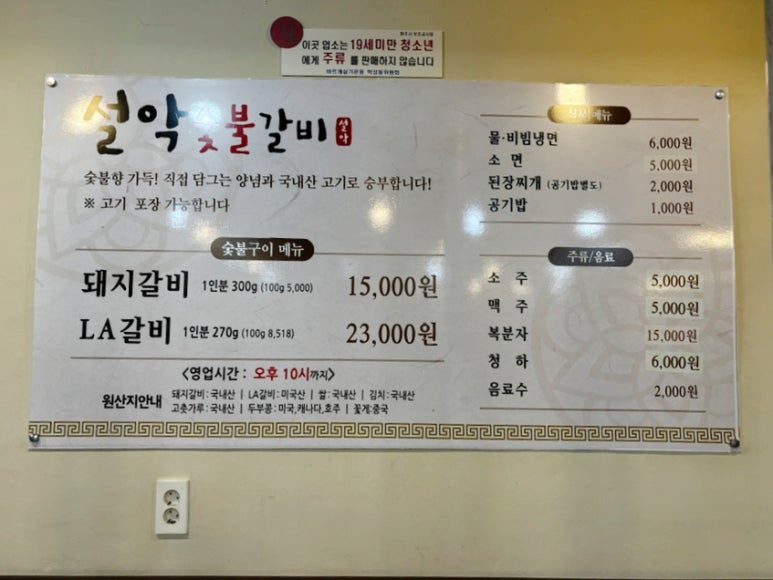 이곳 업소는 19세미만 청소년
에게 주류 를 판매하지 않습니다
바르게살기운동
설악숯불갈비 설악
숯불향 가득! 직접 담그는 양념과 국내산 고기로 승부합니다!
※ 고기 포장 가능합니다
숯불구이 메뉴
돼지갈비 1인분 300g (100g 5,000) 15,000원
LA갈비 1인분 270g (100g 8,518) 23,000원
<영업시간 : 오후 10시까지>
원산지안내
돼지갈비:국내산 | LA갈비:미국산 | 쌀:국내산 | 김치:국내산
고춧가루:국내산 | 두부콩:미국,캐나다,호주 | 꽃게:중국
메뉴
물·비빔냉면 6,000원
소 면 5,000원
된장찌개 (공기밥별도) 2,000원
공기밥 1,000원
주류/음료
소 주 5,000원
맥 주 5,000원
복분자 15,000원
청 하 6,000원
음료수 2,000원